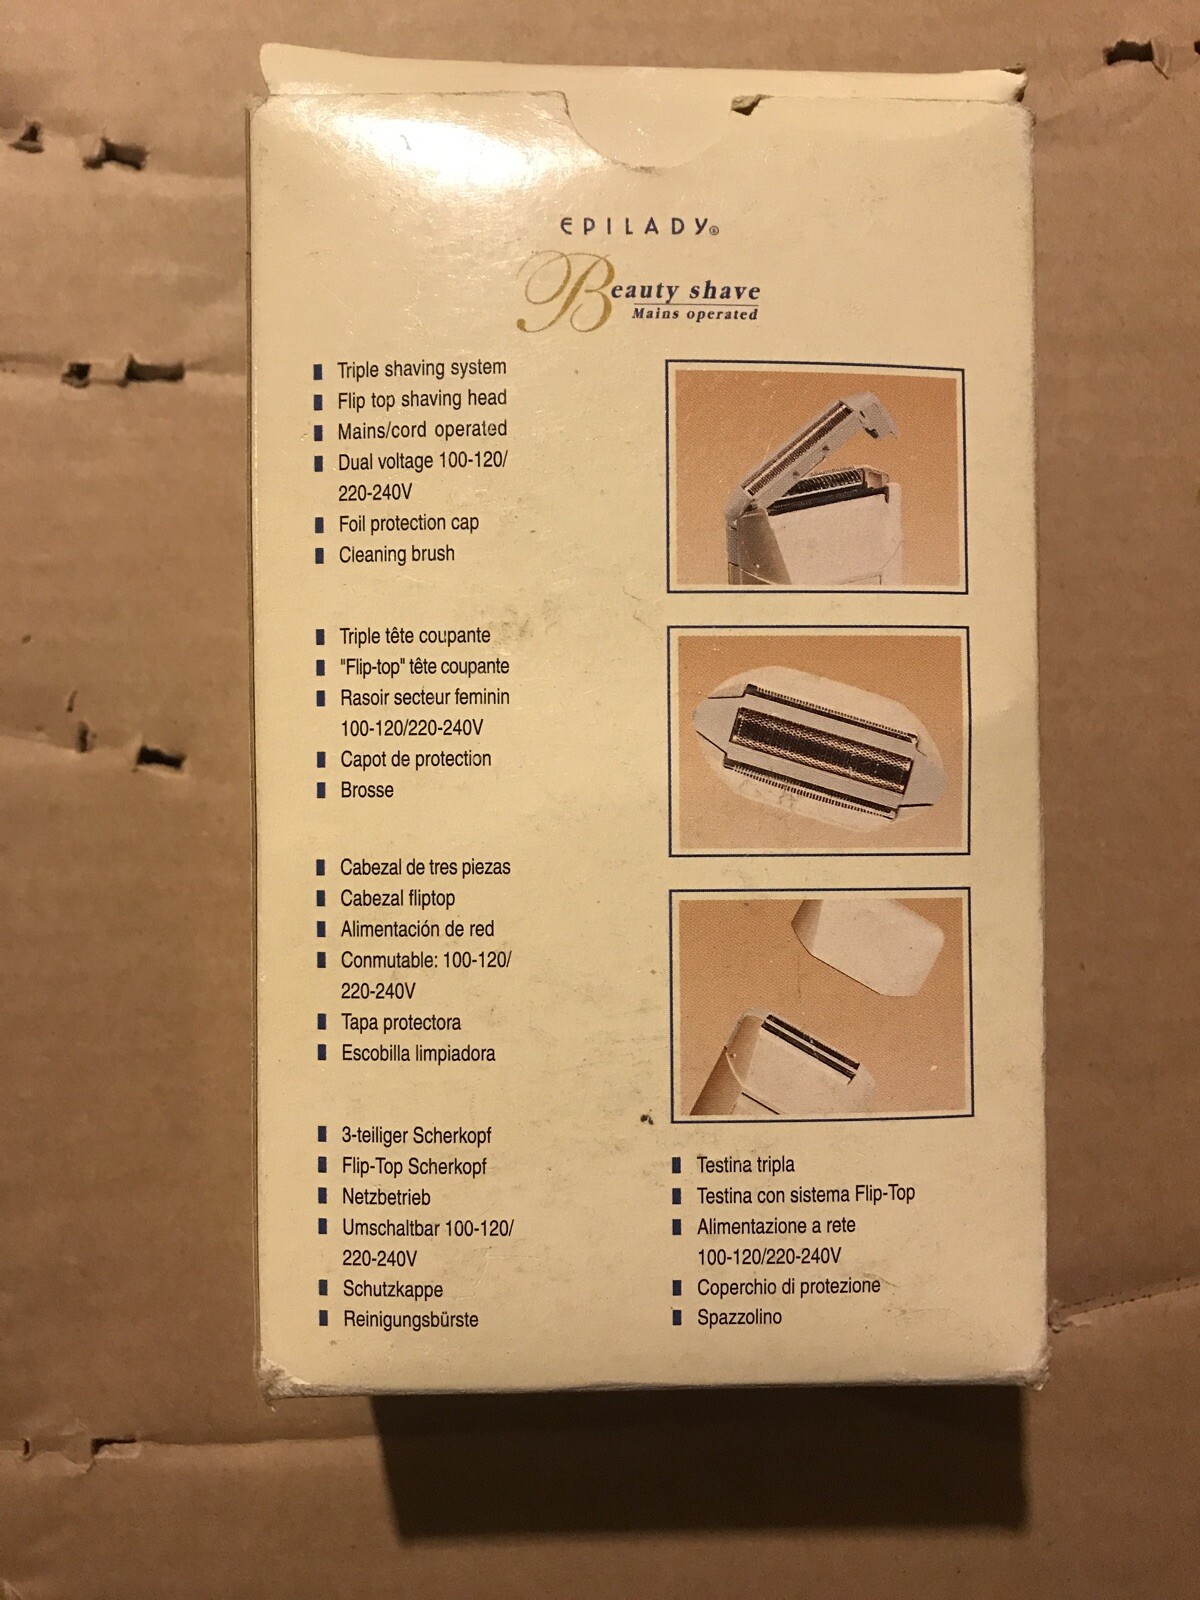 EPILADY®
Beauty shave
Mains operated
Triple shaving system
Flip top shaving head
Mains/cord operated
Dual voltage 100-120/
220-240V
Foil protection cap
Cleaning brush
Triple tête coupante
"Flip-top" tête coupante
Rasoir secteur feminin
100-120/220-240V
Capot de protection
Brosse
Cabezal de tres piezas
Cabezal fliptop
Alimentación de red
Conmutable: 100-120/
220-240V
Tapa protectora
Escobilla limpiadora
3-teiliger Scherkopf
Flip-Top Scherkopf
Netzbetrieb
Umschaltbar 100-120/
220-240V
Schutzkappe
Reinigungsbürste
Testina tripla
Testina con sistema Flip-Top
Alimentazione a rete
100-120/220-240V
Coperchio di protezione
Spazzolino